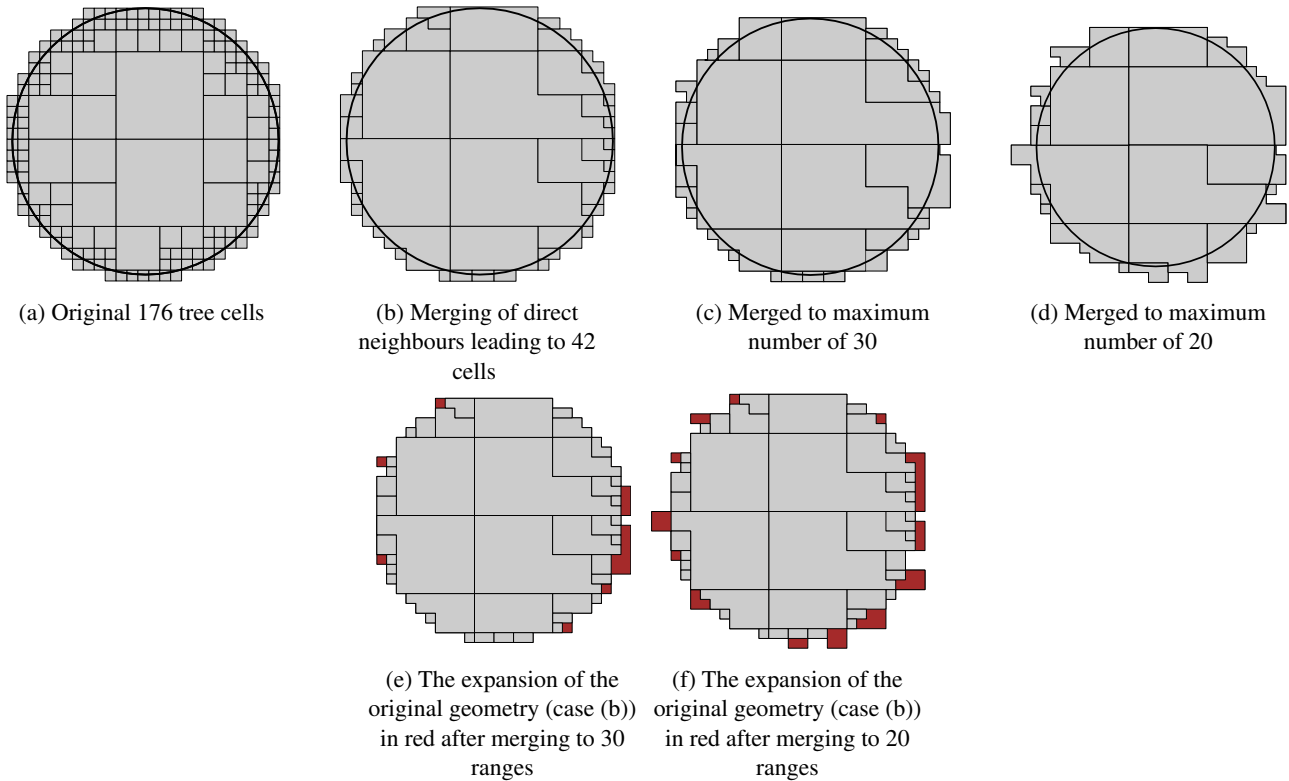 (a) Original 176 tree cells
(b) Merging of direct
neighbours leading to 42
cells
(c) Merged to maximum
number of 30
(d) Merged to maximum
number of 20
(e) The expansion of the
original geometry (case (b))
in red after merging to 30
ranges
(f) The expansion of the
original geometry (case (b))
in red after merging to 20
ranges